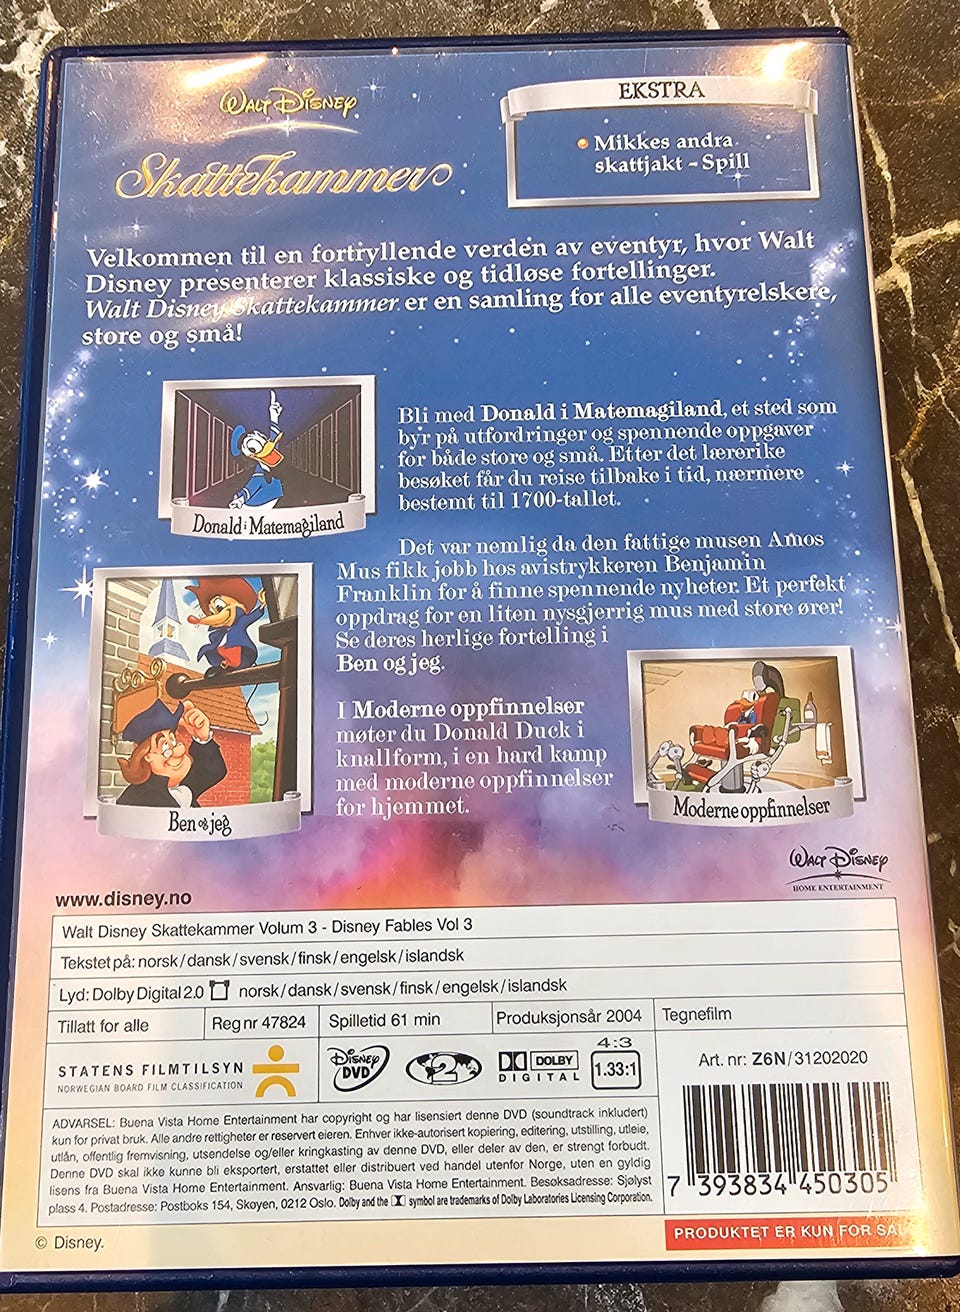 WALT DISNEY
Skattekammer
EKSTRA
Mikkes andra
skattjakt – Spill
Velkommen til en fortryllende verden av eventyr, hvor Walt
Disney presenterer klassiske og tidløse fortellinger.
Walt Disney Skattekammer er en samling for alle eventyrelskere,
store og små!
Donald i Matemagiland
Bli med Donald i Matemagiland, et sted som
byr på utfordringer og spennende oppgaver
for både store og små. Etter det lærerike
besøket får du reise tilbake i tid, nærmere
bestemt til 1700-tallet.
Det var nemlig da den fattige musen Amos
Mus fikk jobb hos avistrykkeren Benjamin
Franklin for å finne spennende nyheter. Et perfekt
oppdrag for en liten nysgjerrig mus med store ører!
Se deres herlige fortelling i
Ben og jeg.
Ben og jeg
I Moderne oppfinnelser
møter du Donald Duck i
knallform, i en hard kamp
med moderne oppfinnelser
for hjemmet.
Moderne oppfinnelser
WALT DISNEY
HOME ENTERTAINMENT
www.disney.no
Walt Disney Skattekammer Volum 3 - Disney Fables Vol 3
Tekstet på: norsk/dansk/svensk/finsk/engelsk/islandsk
Lyd: Dolby Digital 2.0 norsk/dansk/svensk/finsk/engelsk/islandsk
Tillatt for alle
Reg nr 47824
Spilletid 61 min
Produksjonsår 2004
Tegnefilm
STATENS FILMTILSYN
NORWEGIAN BOARD FILM CLASSIFICATION
DISNEY
DVD
2
DOLBY
DIGITAL
4:3
1.33:1
Art. nr: Z6N/31202020
ADVARSEL: Buena Vista Home Entertainment har copyright og har lisensiert denne DVD (soundtrack inkludert)
kun for privat bruk. Alle andre rettigheter er reservert eieren. Enhver ikke-autorisert kopiering, editering, utstilling, utleie,
utlån, offentlig fremvisning, utsendelse og/eller kringkasting av denne DVD, eller deler av den, er strengt forbudt.
Denne DVD skal ikke kunne bli eksportert, erstattet eller distribuert ved handel utenfor Norge, uten en gyldig
lisens fra Buena Vista Home Entertainment. Ansvarlig: Buena Vista Home Entertainment. Besøksadresse: Sjølyst
plass 4. Postadresse: Postboks 154, Skøyen, 0212 Oslo. Dolby and the symbol are trademarks of Dolby Laboratories Licensing Corporation.
7 393834 450305
PRODUKTET ER KUN FOR
© Disney.